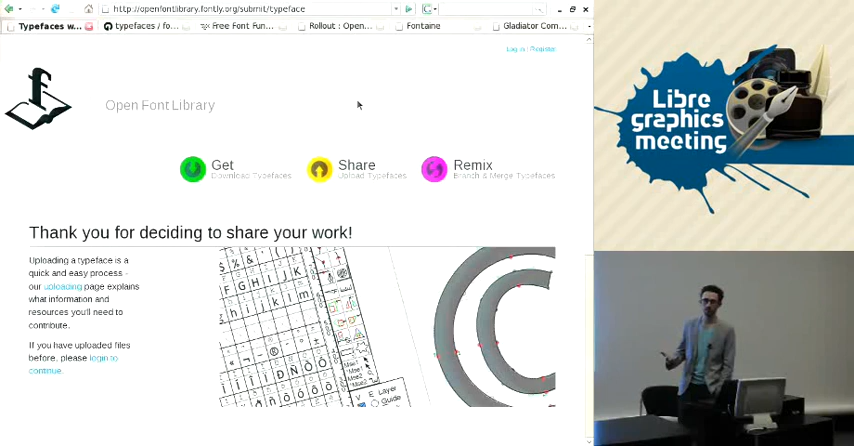 http://openfontlibrary.fontly.org/submit/typeface
Typefaces w...
typefaces / fo...
Free Font Fun...
Rollout : Open...
Fontaine
Gladiator Com...
Log in | Register
Open Font Library
Get
Download Typefaces
Share
Upload Typefaces
Remix
Branch & Merge Typefaces
Thank you for deciding to share your work!
Uploading a typeface is a
quick and easy process -
our uploading page explains
what information and
resources you'll need to
contribute.
If you have uploaded files
before, please login to
continue.
F G H I J K
V E Layer
Guide
Libre
graphics
meeting